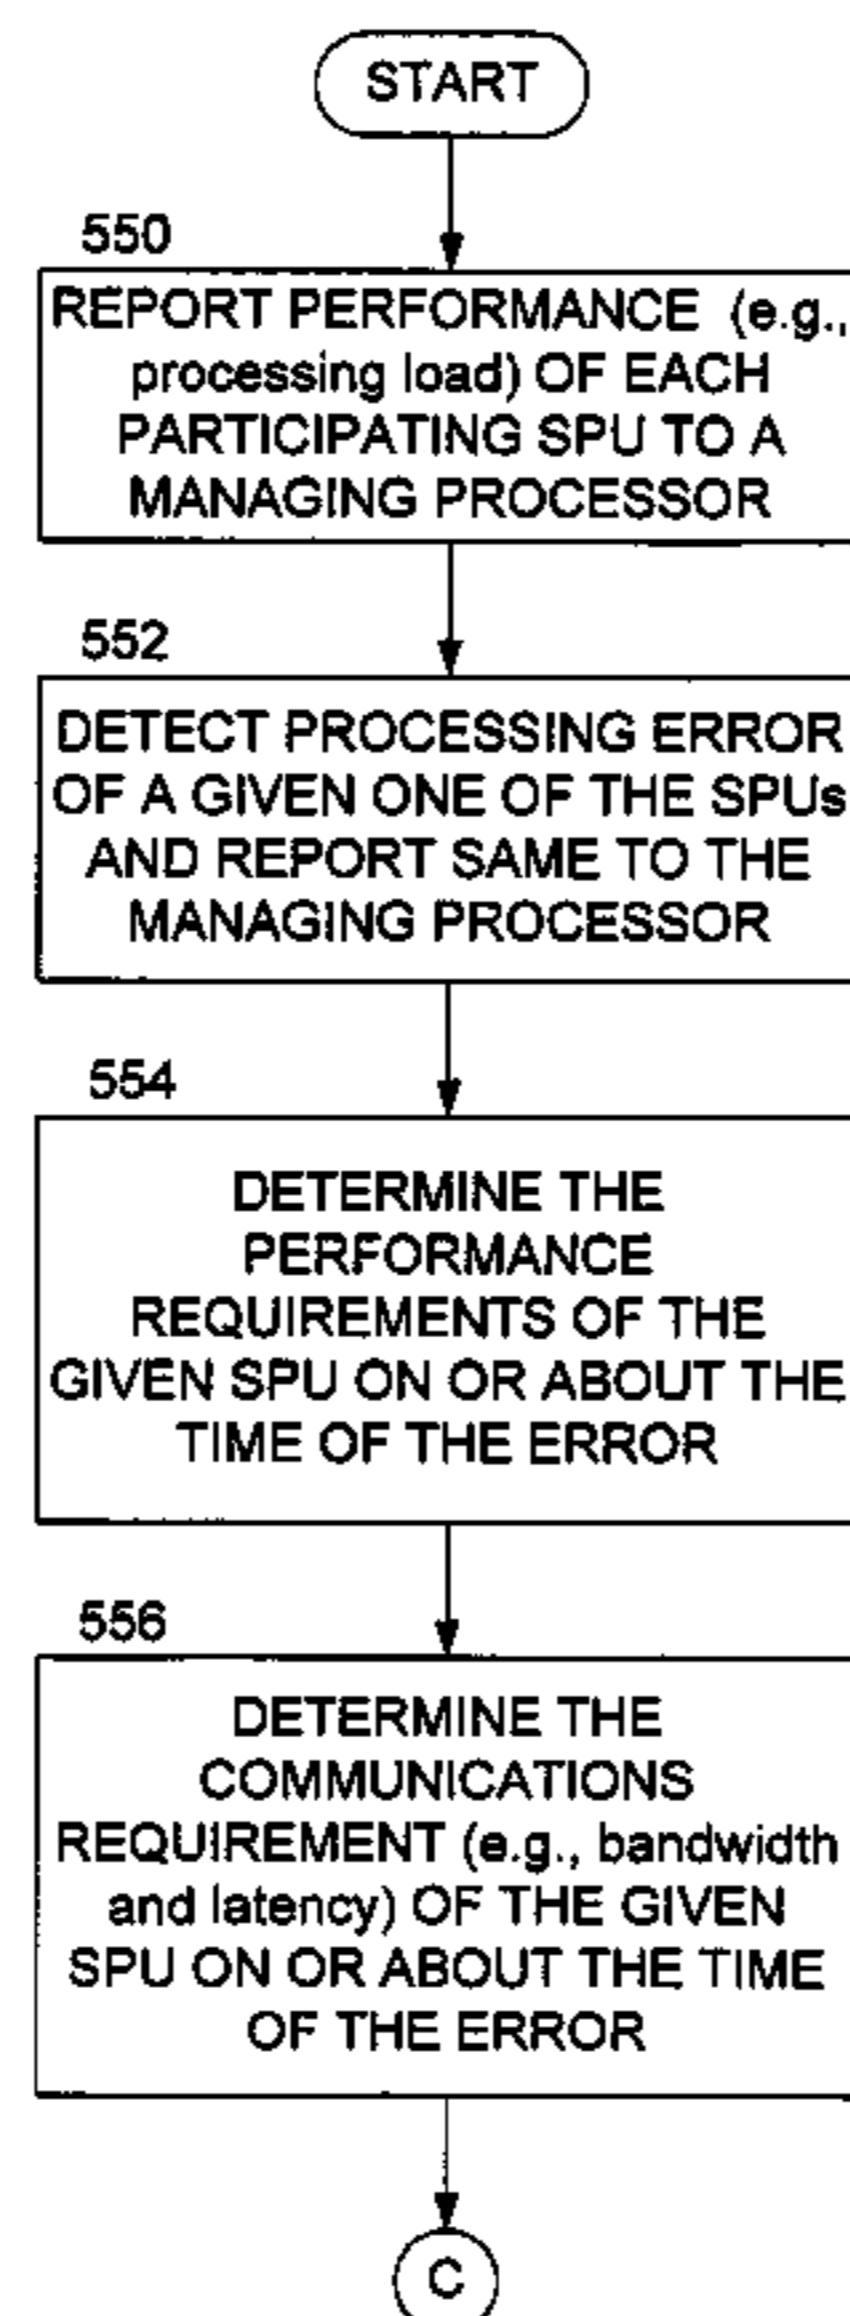 START
550
REPORT PERFORMANCE (e.g.,
processing load) OF EACH
PARTICIPATING SPU TO A
MANAGING PROCESSOR
552
DETECT PROCESSING ERROR
OF A GIVEN ONE OF THE SPUs
AND REPORT SAME TO THE
MANAGING PROCESSOR
554
DETERMINE THE
PERFORMANCE
REQUIREMENTS OF THE
GIVEN SPU ON OR ABOUT THE
TIME OF THE ERROR
556
DETERMINE THE
COMMUNICATIONS
REQUIREMENT (e.g., bandwidth
and latency) OF THE GIVEN
SPU ON OR ABOUT THE TIME
OF THE ERROR
C